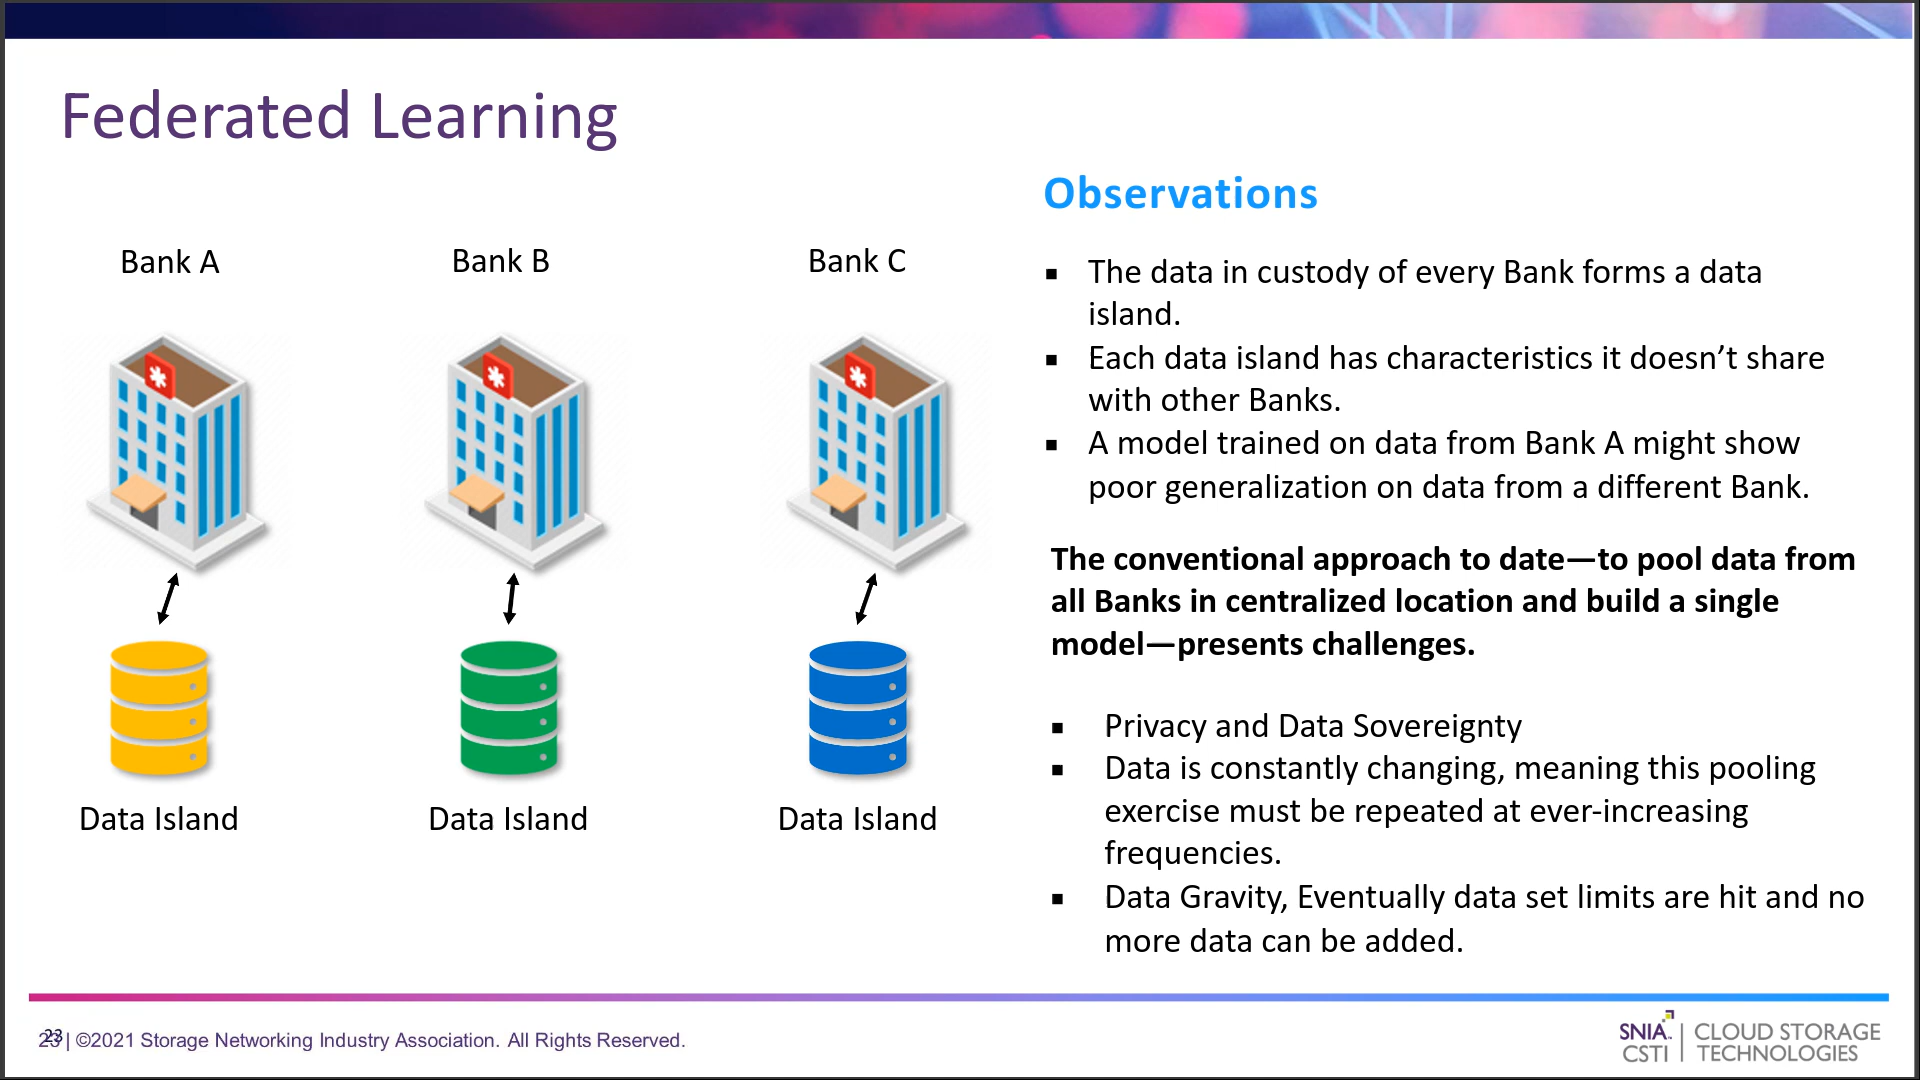 Federated Learning
Bank A
Bank B
Bank C
Data Island
Data Island
Data Island
Observations
▪ The data in custody of every Bank forms a data
island.
▪ Each data island has characteristics it doesn’t share
with other Banks.
▪ A model trained on data from Bank A might show
poor generalization on data from a different Bank.
The conventional approach to date—to pool data from
all Banks in centralized location and build a single
model—presents challenges.
▪ Privacy and Data Sovereignty
▪ Data is constantly changing, meaning this pooling
exercise must be repeated at ever-increasing
frequencies.
▪ Data Gravity, Eventually data set limits are hit and no
more data can be added.
23
23 | ©2021 Storage Networking Industry Association. All Rights Reserved.
SNIA. | CLOUD STORAGE
CSTI | TECHNOLOGIES